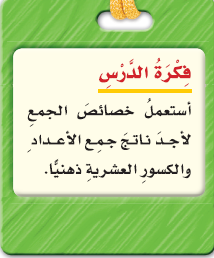 فِكْرَةُ الدَّرْسِ
أستعملُ خصائصَ الجمعِ
لأجدَ ناتجَ جمعِ الأعدادِ
والكسورِ العشريةِ ذهنيًّا.